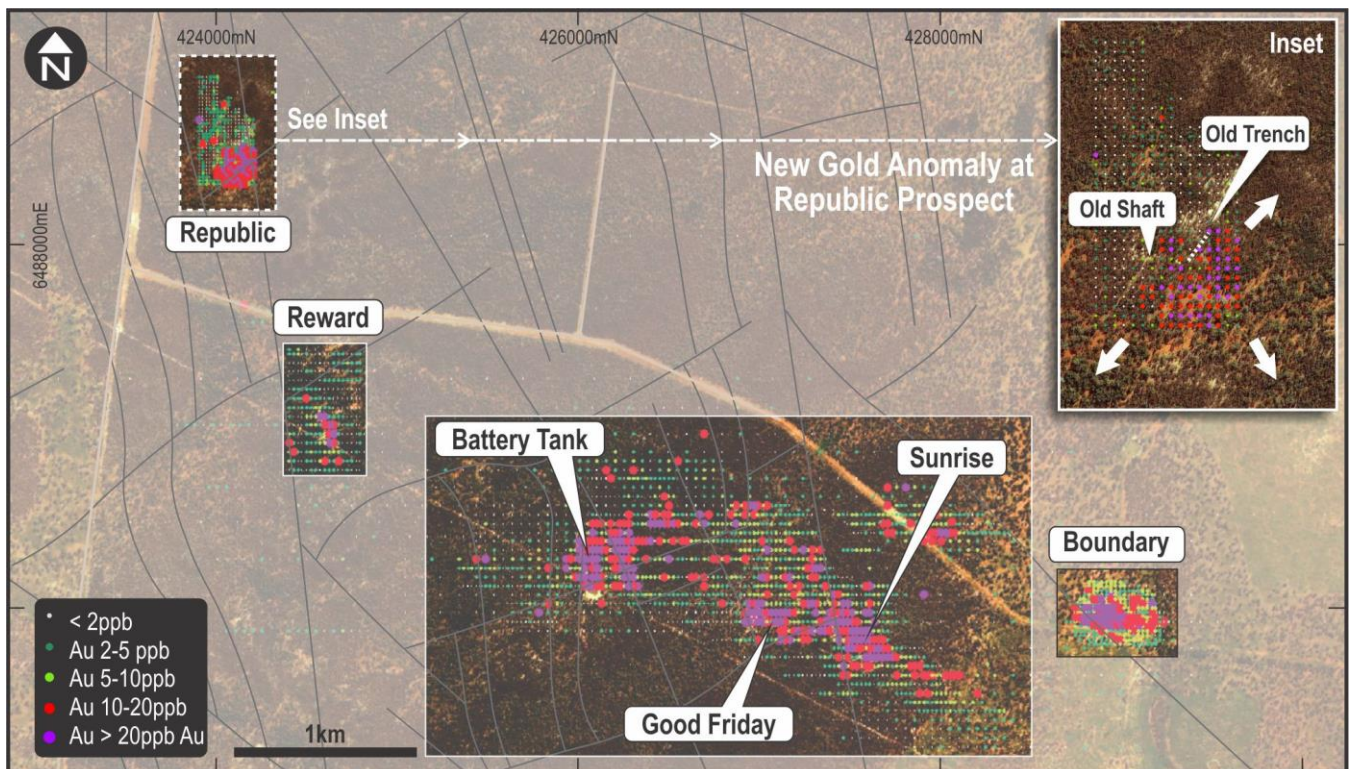 424000mN
426000mN
428000mN
N
Inset
See Inset
Old Trench
New Gold Anomaly at
Republic Prospect
Old Shaft
Republic
6488000mE
Reward
Battery Tank
Sunrise
Boundary
Good Friday
< 2ppb
Au 2-5 ppb
Au 5-10ppb
Au 10-20ppb
Au > 20ppb Au
1km